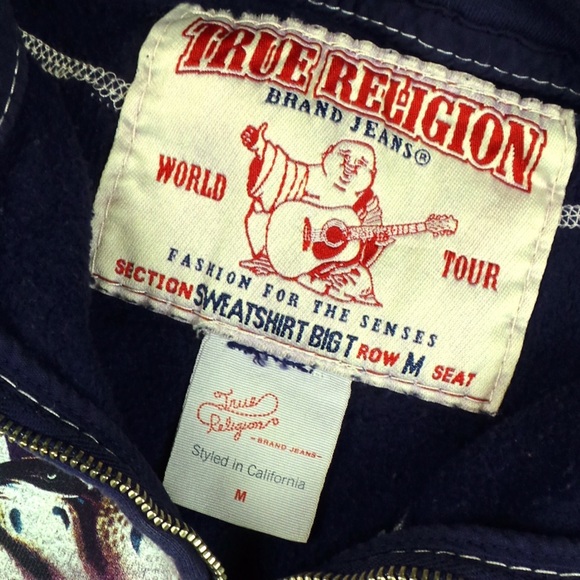 TRUE RELIGION
BRAND JEANS®
WORLD TOUR
FASHION FOR THE SENSES
SECTION SWEATSHIRT BIG T ROW M SEAT
True
Religion
BRAND JEANS
Styled in California
M